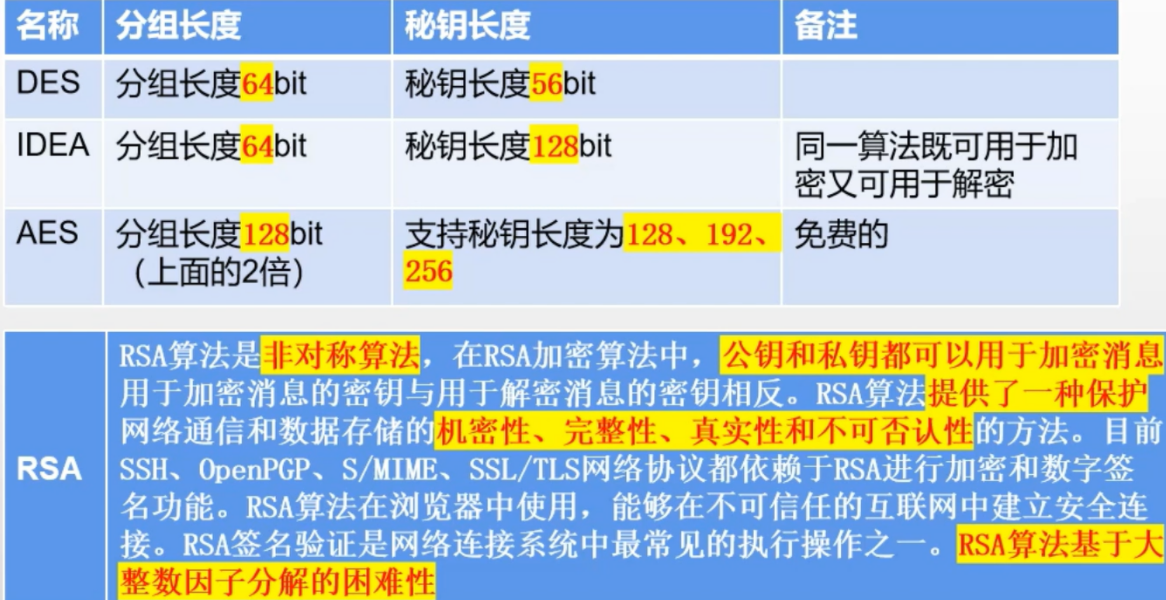 名称 分组长度 秘钥长度 备注
DES 分组长度64bit 秘钥长度56bit
IDEA 分组长度64bit 秘钥长度128bit 同一算法既可用于加
密又可用于解密
AES 分组长度128bit 支持秘钥长度为128、192、 免费的
（上面的2倍） 256
RSA算法是非对称算法，在RSA加密算法中，公钥和私钥都可以用于加密消息
用于加密消息的密钥与用于解密消息的密钥相反。RSA算法提供了一种保护
网络通信和数据存储的机密性、完整性、真实性和不可否认性的方法。目前
RSA SSH、OpenPGP、S/MIME、SSL/TLS网络协议都依赖于RSA进行加密和数字签
名功能。RSA算法在浏览器中使用，能够在不可信任的互联网中建立安全连
接。RSA签名验证是网络连接系统中最常见的执行操作之一。RSA算法基于大
整数因子分解的困难性